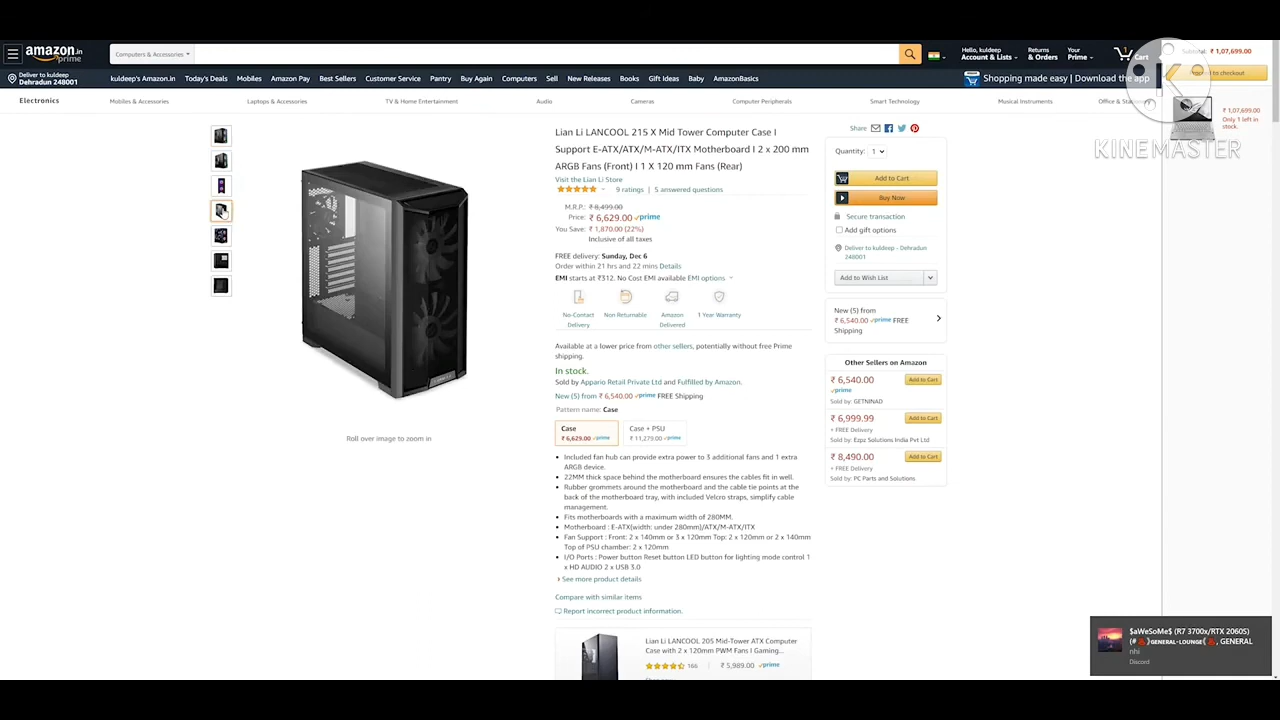 amazon.in
prime
Computers & Accessories
Hello, kuldeep
Account & Lists
Returns
& Orders
Your
Prime
1
Cart
Subtotal: ₹ 1,07,699.00
to checkout
Deliver to kuldeep
Dehradun 248001
kuldeep's Amazon.in
Today's Deals
Mobiles
Amazon Pay
Best Sellers
Customer Service
Pantry
Buy Again
Computers
Sell
New Releases
Books
Gift Ideas
Baby
AmazonBasics
Shopping made easy | Download the app
Electronics
Mobiles & Accessories
Laptops & Accessories
TV & Home Entertainment
Audio
Cameras
Computer Peripherals
Smart Technology
Musical Instruments
Office & Stationery
₹ 1,07,699.00
Only 1 left in
stock.
KINEMASTER
Lian Li LANCOOL 215 X Mid Tower Computer Case I
Support E-ATX/ATX/M-ATX/ITX Motherboard I 2 x 200 mm
ARGB Fans (Front) I 1 X 120 mm Fans (Rear)
Visit the Lian Li Store
9 ratings | 5 answered questions
M.R.P.: ₹ 8,499.00
Price: ₹ 6,629.00 prime
You Save: ₹ 1,870.00 (22%)
Inclusive of all taxes
FREE delivery: Sunday, Dec 6
Order within 21 hrs and 22 mins Details
EMI starts at ₹312. No Cost EMI available EMI options
No-Contact
Delivery
Non Returnable
Amazon
Delivered
1 Year Warranty
Available at a lower price from other sellers, potentially without free Prime
shipping.
In stock.
Sold by Appario Retail Private Ltd and Fulfilled by Amazon.
New (5) from ₹ 6,540.00 prime FREE Shipping
Pattern name: Case
Case
₹ 6,629.00 prime
Case + PSU
₹ 11,279.00 prime
• Included fan hub can provide extra power to 3 additional fans and 1 extra
ARGB device.
• 22MM thick space behind the motherboard ensures the cables fit in well.
• Rubber grommets around the motherboard and the cable tie points at the
back of the motherboard tray, with included Velcro straps, simplify cable
management.
• Fits motherboards with a maximum width of 280MM.
• Motherboard : E-ATX(width: under 280mm)/ATX/M-ATX/ITX
• Fan Support : Front: 2 x 140mm or 3 x 120mm Top: 2 x 120mm or 2 x 140mm
Top of PSU chamber: 2 x 120mm
• I/O Ports : Power button Reset button LED button for lighting mode control 1
x HD AUDIO 2 x USB 3.0
› See more product details
Compare with similar items
Report incorrect product information.
Lian Li LANCOOL 205 Mid-Tower ATX Computer
Case with 2 x 120mm PWM Fans I Gaming...
166 | ₹ 5,989.00 prime
Roll over image to zoom in
Share
Quantity: 1
Add to Cart
Buy Now
Secure transaction
Add gift options
Deliver to kuldeep - Dehradun
248001
Add to Wish List
New (5) from
₹ 6,540.00 prime FREE
Shipping
Other Sellers on Amazon
₹ 6,540.00
Add to Cart
prime
Sold by: GETNINAD
₹ 6,999.99
Add to Cart
+ FREE Delivery
Sold by: Ezpz Solutions India Pvt Ltd
₹ 8,490.00
Add to Cart
+ FREE Delivery
Sold by: PC Parts and Solutions
$aWeSoMe$ (R7 3700x/RTX 2060S)
GENERAL-LOUNGE, GENERAL
nhi
Discord